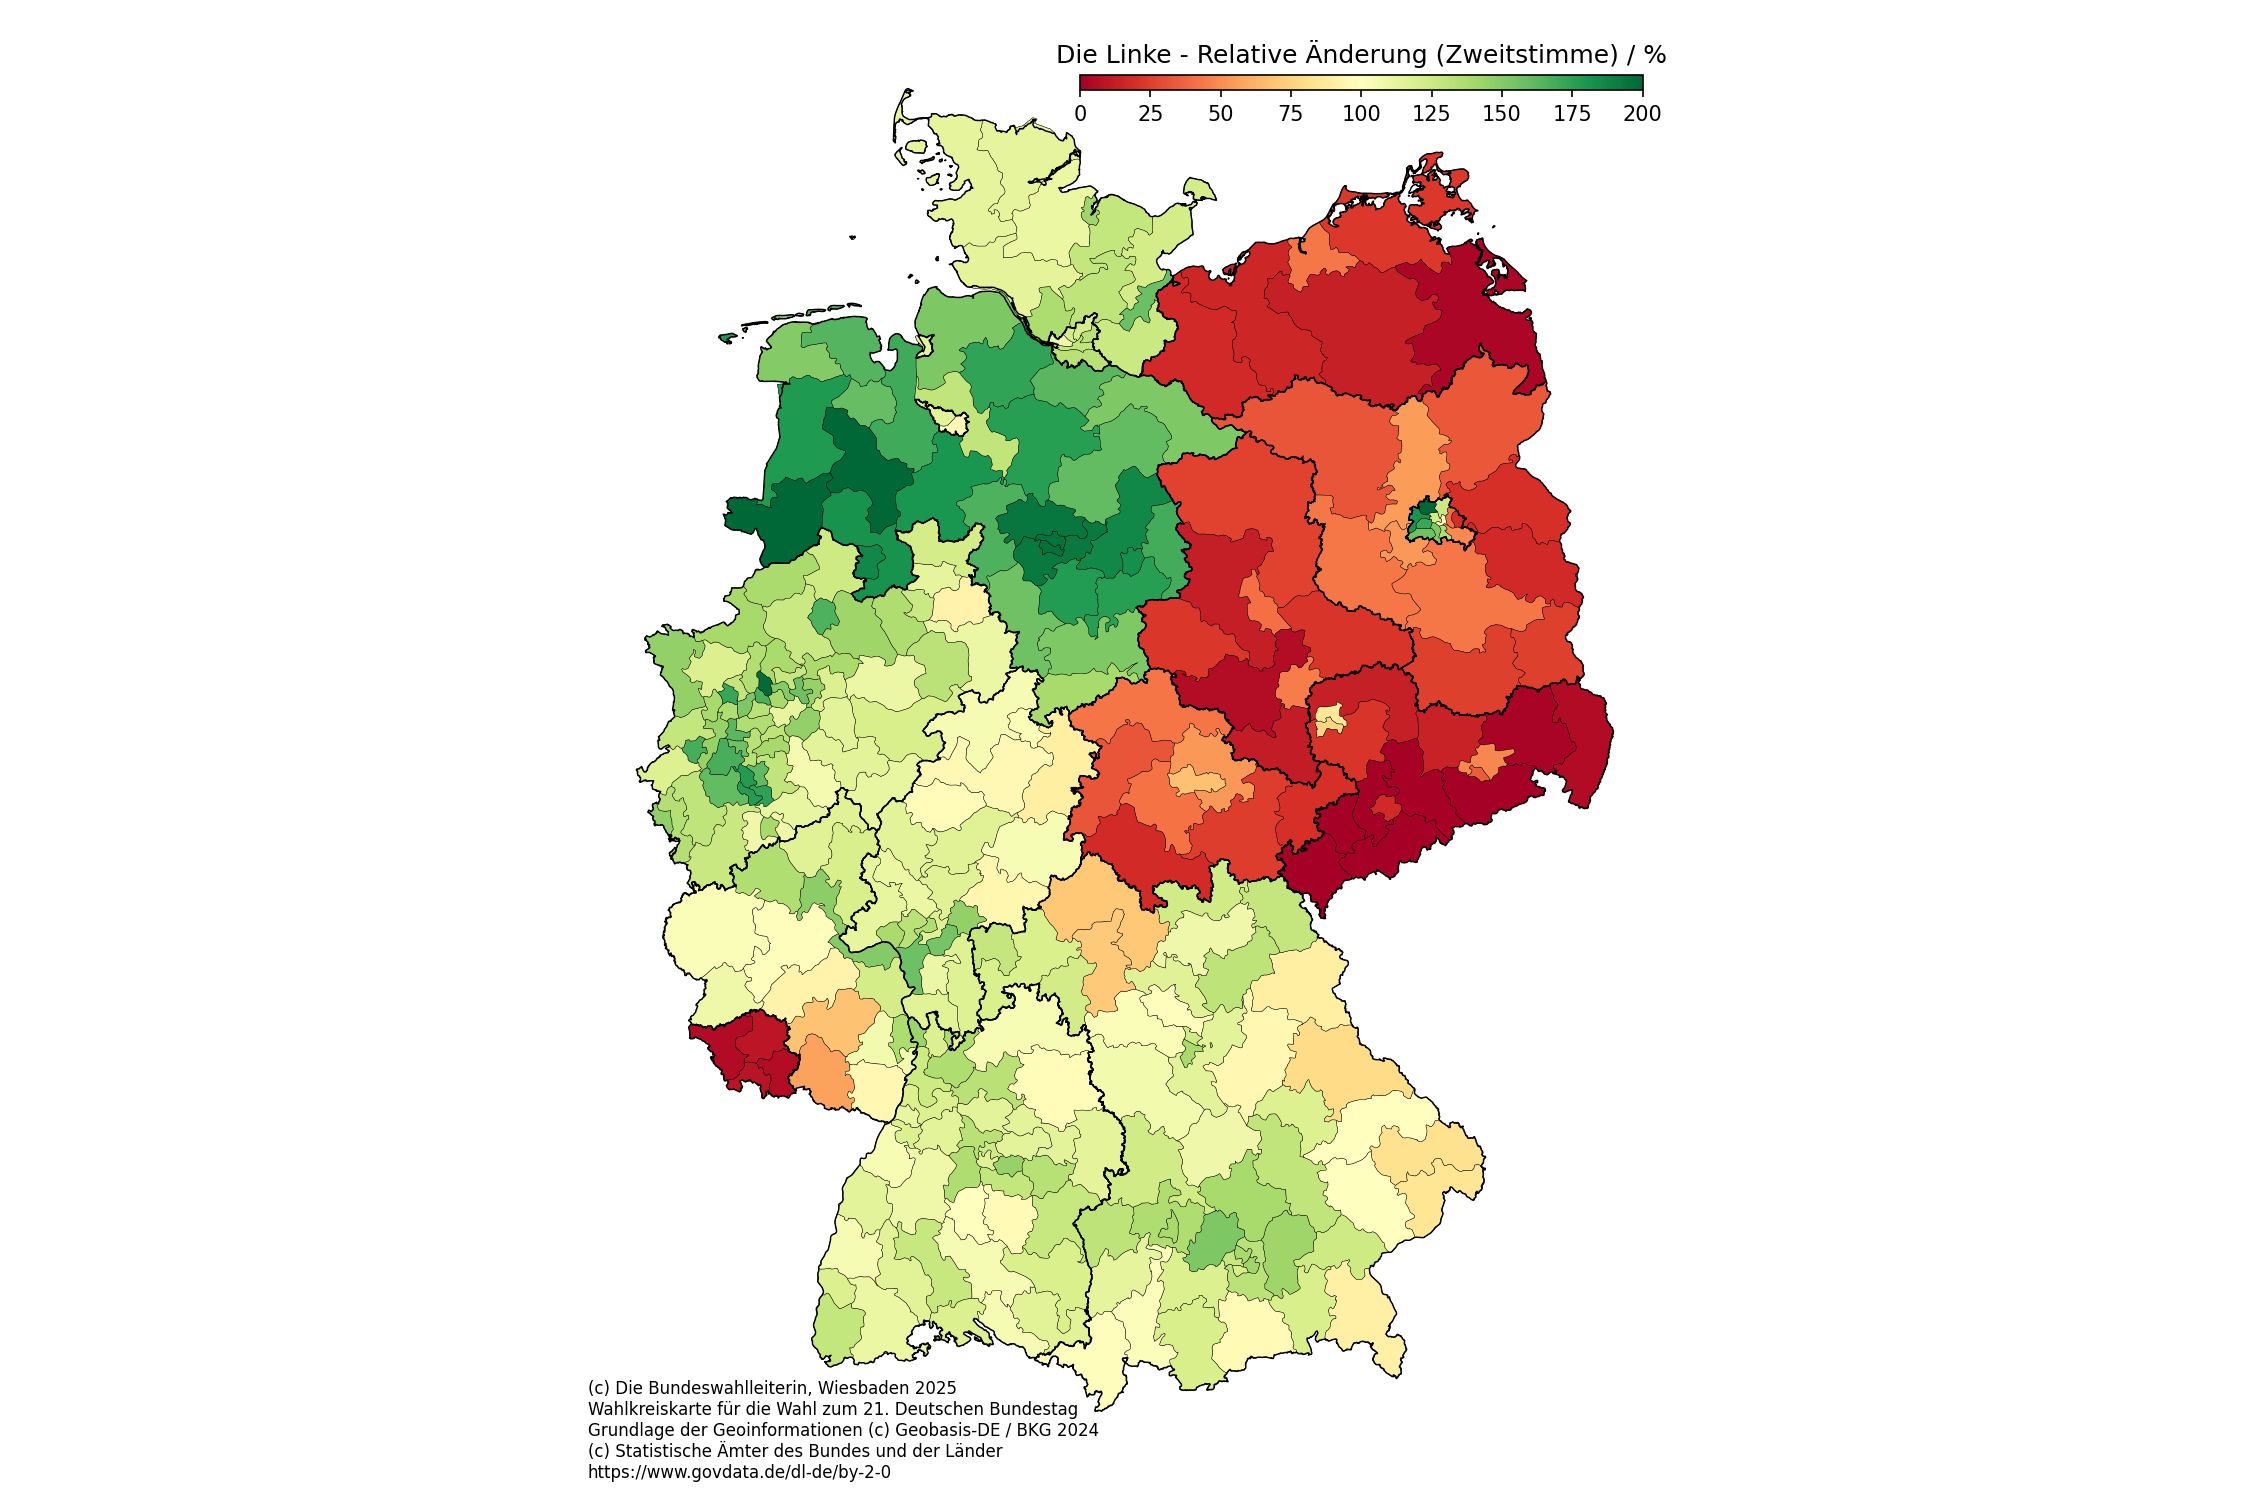 Die Linke - Relative Änderung (Zweitstimme) / %
0 25 50 75 100 125 150 175 200
(c) Die Bundeswahlleiterin, Wiesbaden 2025
Wahlkreiskarte für die Wahl zum 21. Deutschen Bundestag
Grundlage der Geoinformationen (c) Geobasis-DE / BKG 2024
(c) Statistische Ämter des Bundes und der Länder
https://www.govdata.de/dl-de/by-2-0